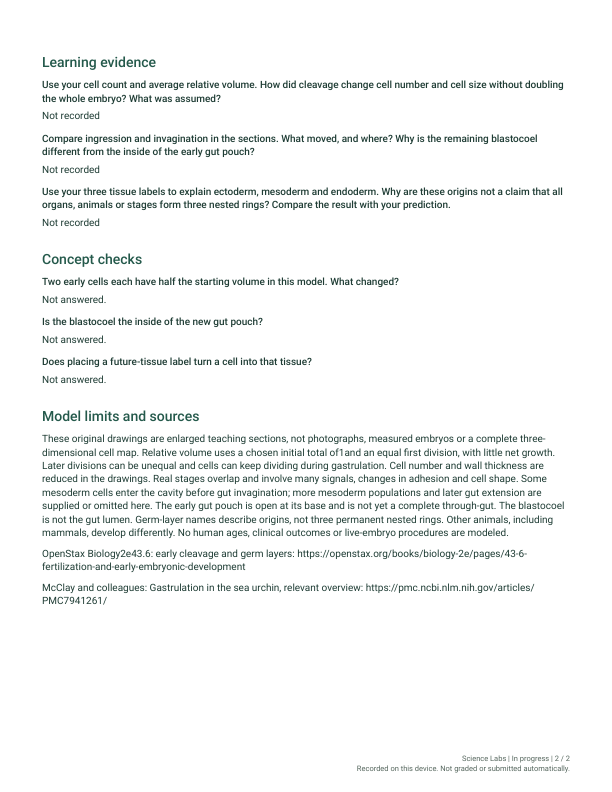 Learning evidence
Use your cell count and average relative volume. How did cleavage change cell number and cell size without doubling
the whole embryo? What was assumed?
Not recorded
Compare ingression and invagination in the sections. What moved, and where? Why is the remaining blastocoel
different from the inside of the early gut pouch?
Not recorded
Use your three tissue labels to explain ectoderm, mesoderm and endoderm. Why are these origins not a claim that all
organs, animals or stages form three nested rings? Compare the result with your prediction.
Not recorded
Concept checks
Two early cells each have half the starting volume in this model. What changed?
Not answered.
Is the blastocoel the inside of the new gut pouch?
Not answered.
Does placing a future-tissue label turn a cell into that tissue?
Not answered.
Model limits and sources
These original drawings are enlarged teaching sections, not photographs, measured embryos or a complete three-
dimensional cell map. Relative volume uses a chosen initial total of1and an equal first division, with little net growth.
Later divisions can be unequal and cells can keep dividing during gastrulation. Cell number and wall thickness are
reduced in the drawings. Real stages overlap and involve many signals, changes in adhesion and cell shape. Some
mesoderm cells enter the cavity before gut invagination; more mesoderm populations and later gut extension are
supplied or omitted here. The early gut pouch is open at its base and is not yet a complete through-gut. The blastocoel
is not the gut lumen. Germ-layer names describe origins, not three permanent nested rings. Other animals, including
mammals, develop differently. No human ages, clinical outcomes or live-embryo procedures are modeled.
OpenStax Biology2e43.6: early cleavage and germ layers: https://openstax.org/books/biology-2e/pages/43-6-
fertilization-and-early-embryonic-development
McClay and colleagues: Gastrulation in the sea urchin, relevant overview: https://pmc.ncbi.nlm.nih.gov/articles/
PMC7941261/
Science Labs | In progress | 2 / 2
Recorded on this device. Not graded or submitted automatically.